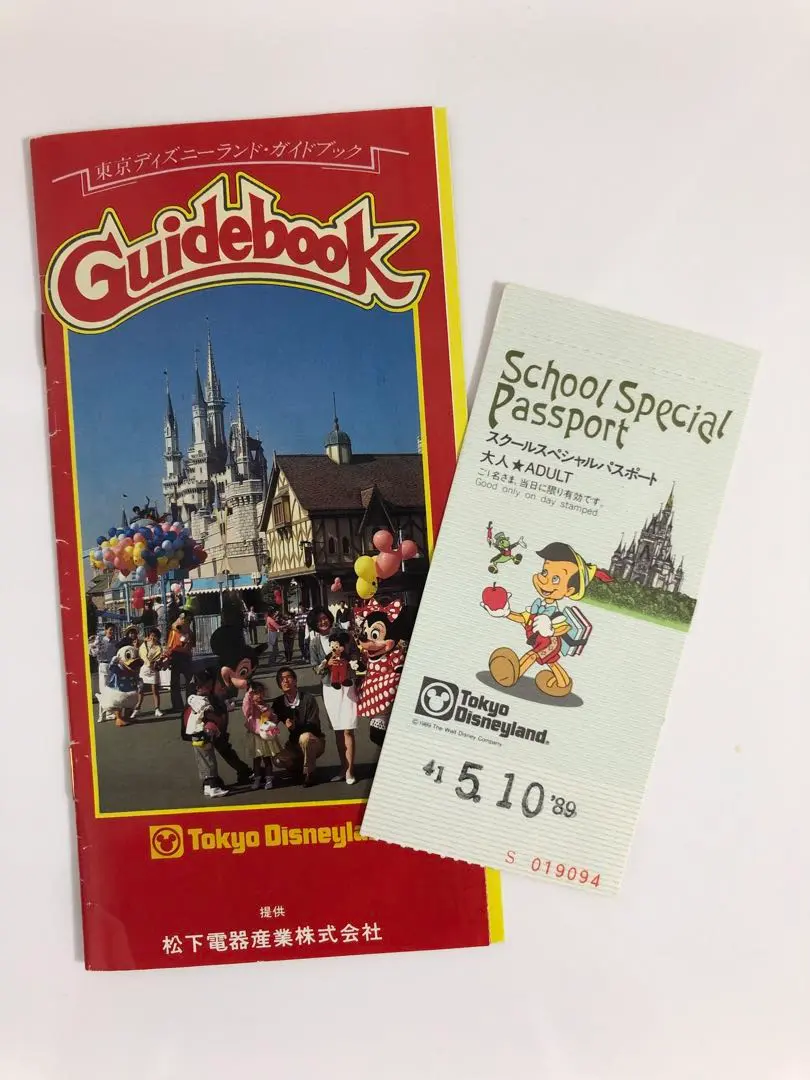 東京ディズニーランド・ガイドブック
Guidebook
Tokyo Disneyla
提供
松下電器産業株式会社
School Special
Passport
スクールスペシャルパスポート
大人★ADULT
ご1名さま、当日に限り有効です。
Good only on day stamped
Tokyo
Disneyland®
© 1989 The Walt Disney Company
41 5.10 '89
S 019094